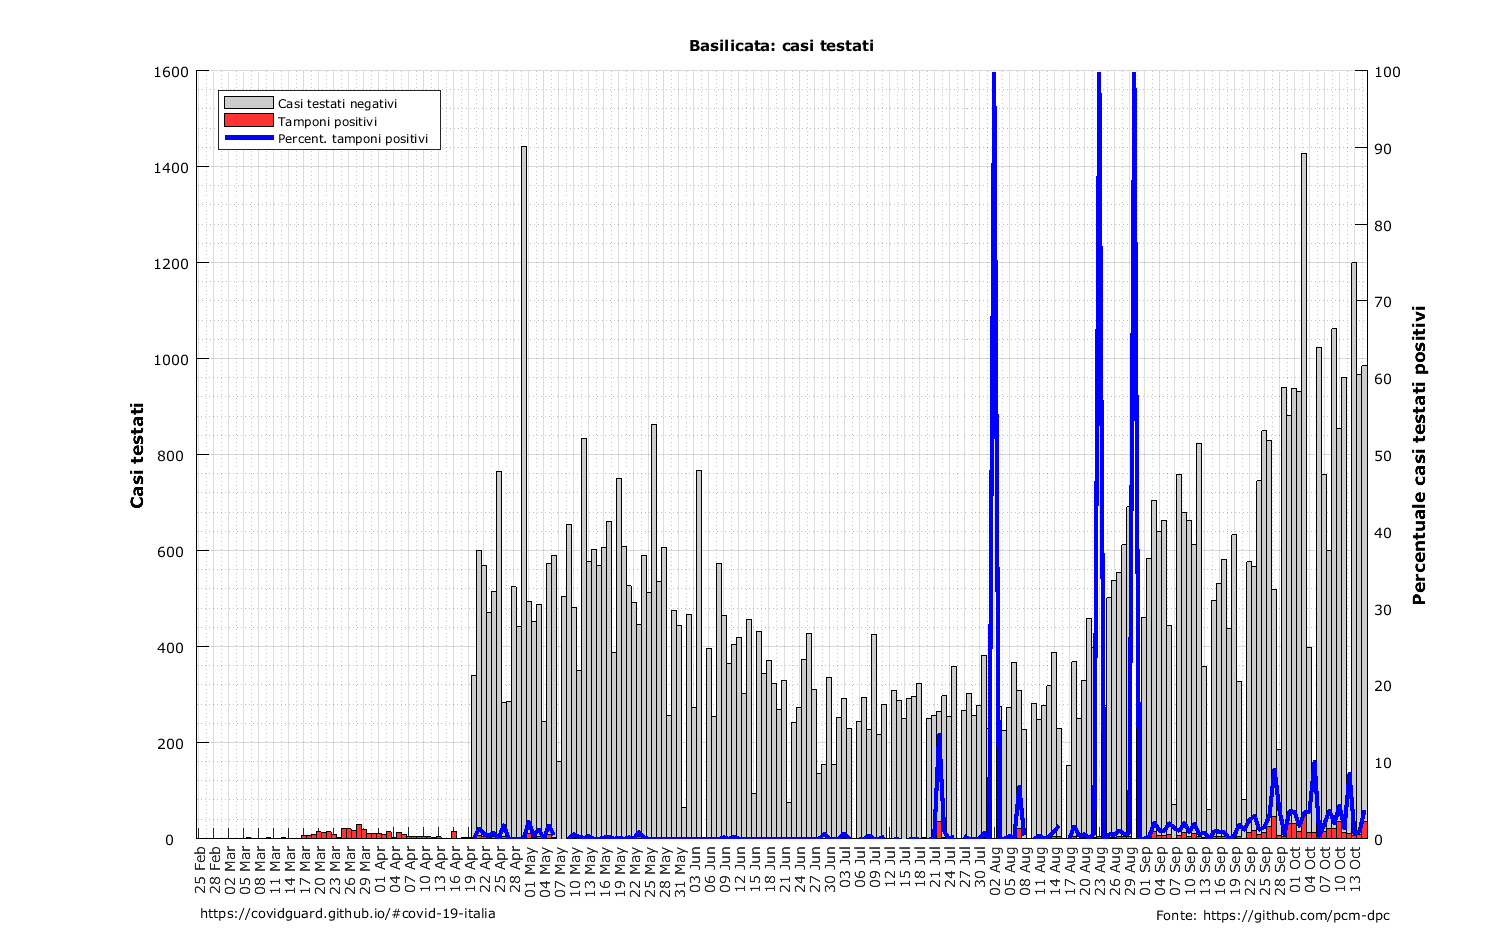 Basilicata: casi testati
Casi testati negativi
Tamponi positivi
Percent. tamponi positivi
Casi testati
1600
1400
1200
1000
800
600
400
200
0
100
90
80
70
60
50
40
30
20
10
0
Percentuale casi testati positivi
25 Feb
28 Feb
02 Mar
05 Mar
08 Mar
11 Mar
14 Mar
17 Mar
20 Mar
23 Mar
26 Mar
29 Mar
01 Apr
04 Apr
07 Apr
10 Apr
13 Apr
16 Apr
19 Apr
22 Apr
25 Apr
28 Apr
01 May
04 May
07 May
10 May
13 May
16 May
19 May
22 May
25 May
28 May
31 May
03 Jun
06 Jun
09 Jun
12 Jun
15 Jun
18 Jun
21 Jun
24 Jun
27 Jun
30 Jun
03 Jul
06 Jul
09 Jul
12 Jul
15 Jul
18 Jul
21 Jul
24 Jul
27 Jul
30 Jul
02 Aug
05 Aug
08 Aug
11 Aug
14 Aug
17 Aug
20 Aug
23 Aug
26 Aug
29 Aug
01 Sep
04 Sep
07 Sep
10 Sep
13 Sep
16 Sep
19 Sep
22 Sep
25 Sep
28 Sep
01 Oct
04 Oct
07 Oct
10 Oct
13 Oct
https://covidguard.github.io/#covid-19-italia
Fonte: https://github.com/pcm-dpc